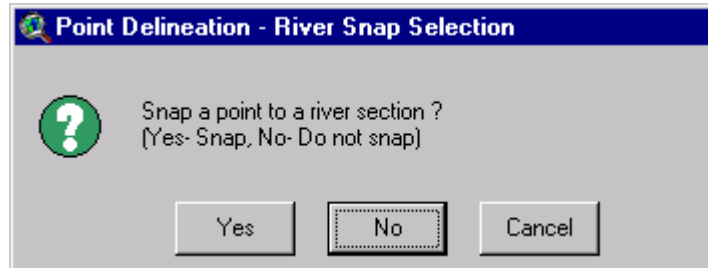 Point Delineation - River Snap Selection
Snap a point to a river section ?
(Yes- Snap, No- Do not snap)
Yes No Cancel